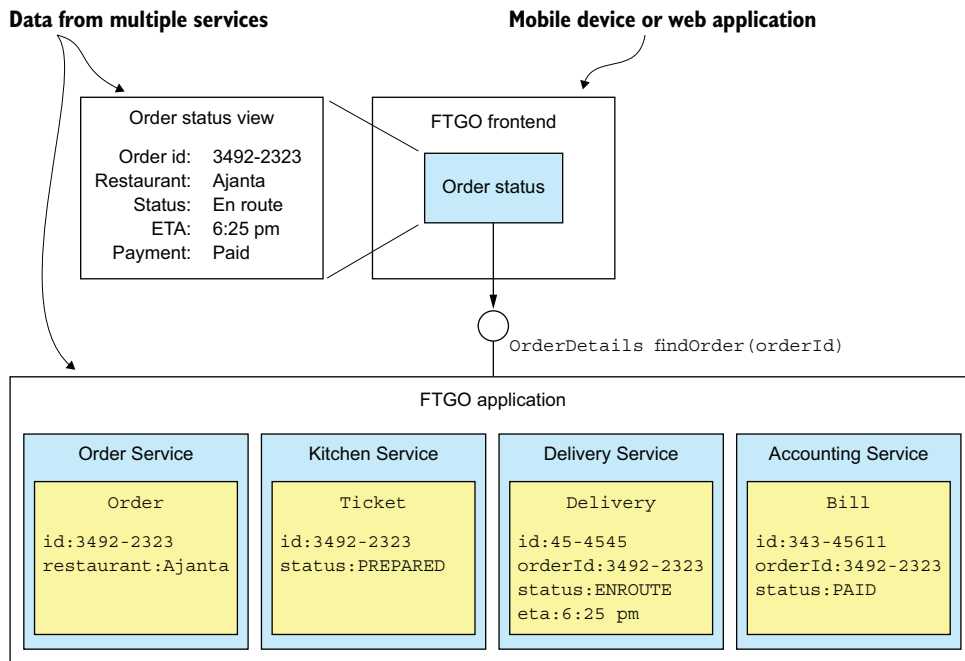 Data from multiple services
Mobile device or web application
Order status view
Order id: 3492-2323
Restaurant: Ajanta
Status: En route
ETA: 6:25 pm
Payment: Paid
FTGO frontend
Order status
OrderDetails findOrder(orderId)
FTGO application
Order Service
Order
id:3492-2323
restaurant:Ajanta
Kitchen Service
Ticket
id:3492-2323
status:PREPARED
Delivery Service
Delivery
id:45-4545
orderId:3492-2323
status:ENROUTE
eta:6:25 pm
Accounting Service
Bill
id:343-45611
orderId:3492-2323
status:PAID